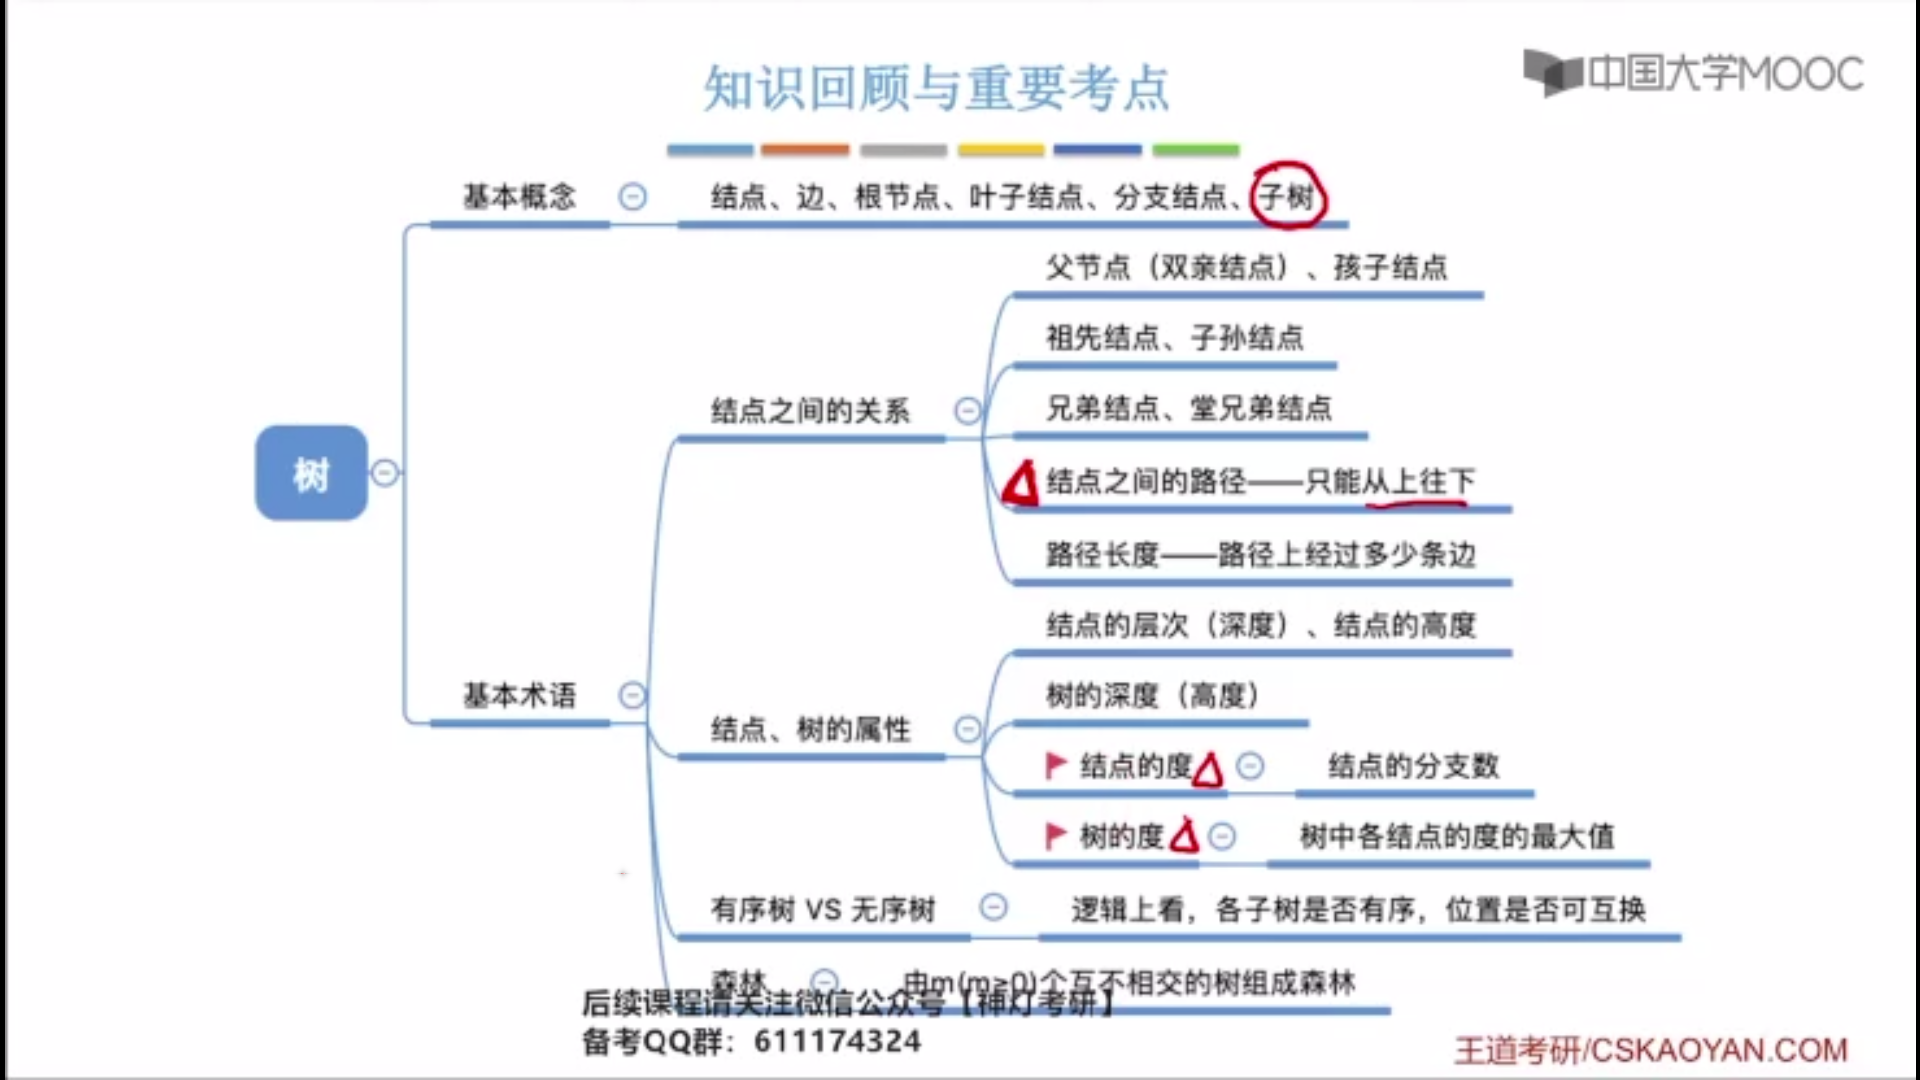 知识回顾与重要考点
中国大学MOOC
基本概念
结点、边、根节点、叶子结点、分支结点、子树
父节点（双亲结点）、孩子结点
祖先结点、子孙结点
结点之间的关系
兄弟结点、堂兄弟结点
结点之间的路径——只能从上往下
路径长度——路径上经过多少条边
树
结点的层次（深度）、结点的高度
基本术语
树的深度（高度）
结点、树的属性
结点的度
结点的分支数
树的度
树中各结点的度的最大值
有序树 VS 无序树
逻辑上看，各子树是否有序，位置是否可互换
森林
由m(m≥0)个互不相交的树组成森林
后续课程请关注微信公众号【神灯考研】
备考QQ群：611174324
王道考研/CSKAOYAN.COM